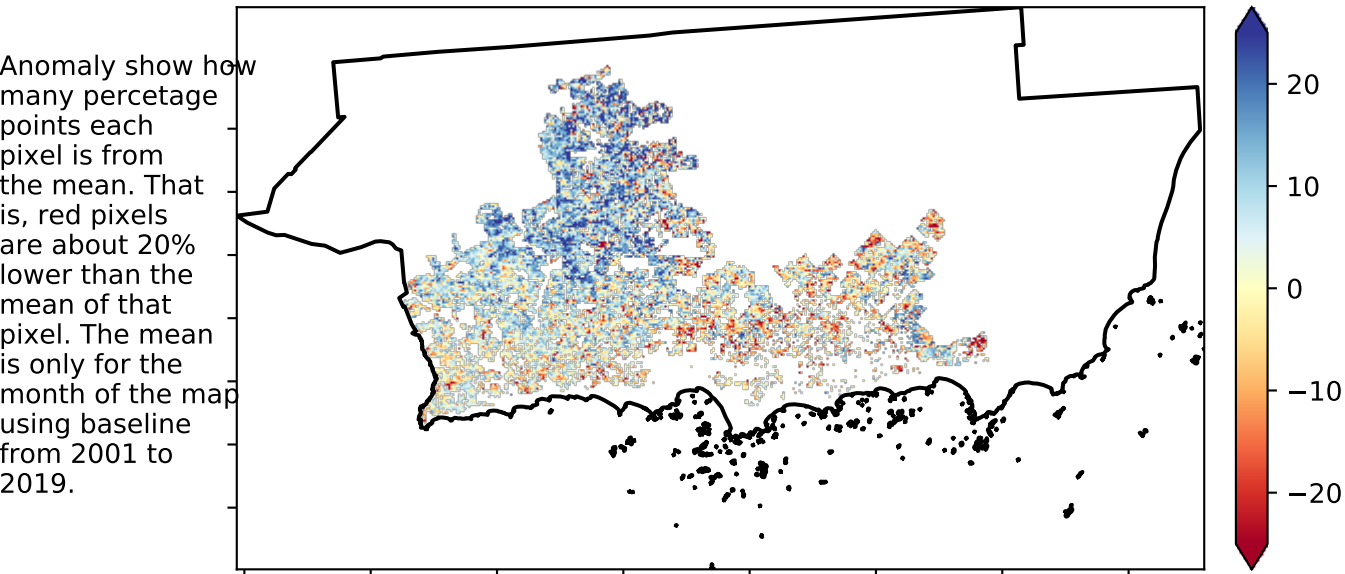 Anomaly show how
many percetage
points each
pixel is from
the mean. That
is, red pixels
are about 20%
lower than the
mean of that
pixel. The mean
is only for the
month of the map
using baseline
from 2001 to
2019.
20
10
0
−10
−20